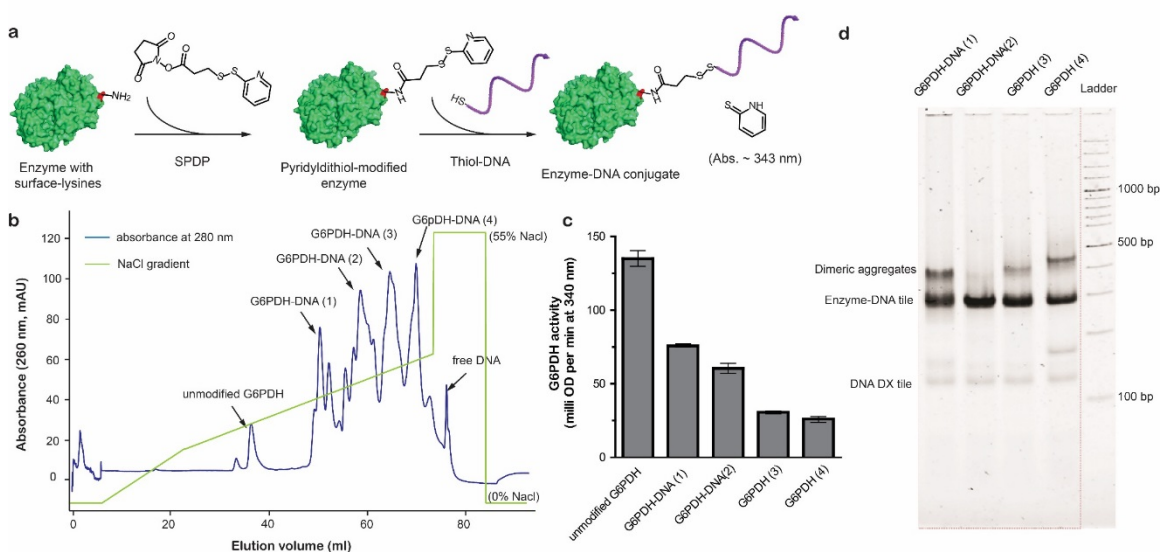 a
NH₂
Enzyme with
surface-lysines
O
N
O
O
O
S
S
N
SPDP
O
N
H
S
S
N
Pyridyldithiol-modified
enzyme
HS
Thiol-DNA
O
N
H
S
S
Enzyme-DNA conjugate
S
NH
(Abs. ~ 343 nm)
b
absorbance at 280 nm
NaCl gradient
Absorbance (260 nm, mAU)
120
100
80
60
40
20
0
0
20
40
60
80
Elution volume (ml)
unmodified G6PDH
G6PDH-DNA (1)
G6PDH-DNA (2)
G6PDH-DNA (3)
G6pDH-DNA (4)
(55% Nacl)
free DNA
(0% Nacl)
c
G6PDH activity
(milli OD per min at 340 nm)
150
100
50
0
unmodified G6PDH
G6PDH-DNA (1)
G6PDH-DNA(2)
G6PDH (3)
G6PDH (4)
d
G6PDH-DNA (1)
G6PDH-DNA(2)
G6PDH (3)
G6PDH (4)
Ladder
1000 bp
500 bp
100 bp
Dimeric aggregates
Enzyme-DNA tile
DNA DX tile